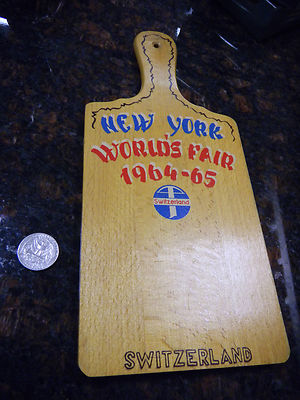 NEW YORK
WORLD'S FAIR
1964-65
Switzerland
SWITZERLAND